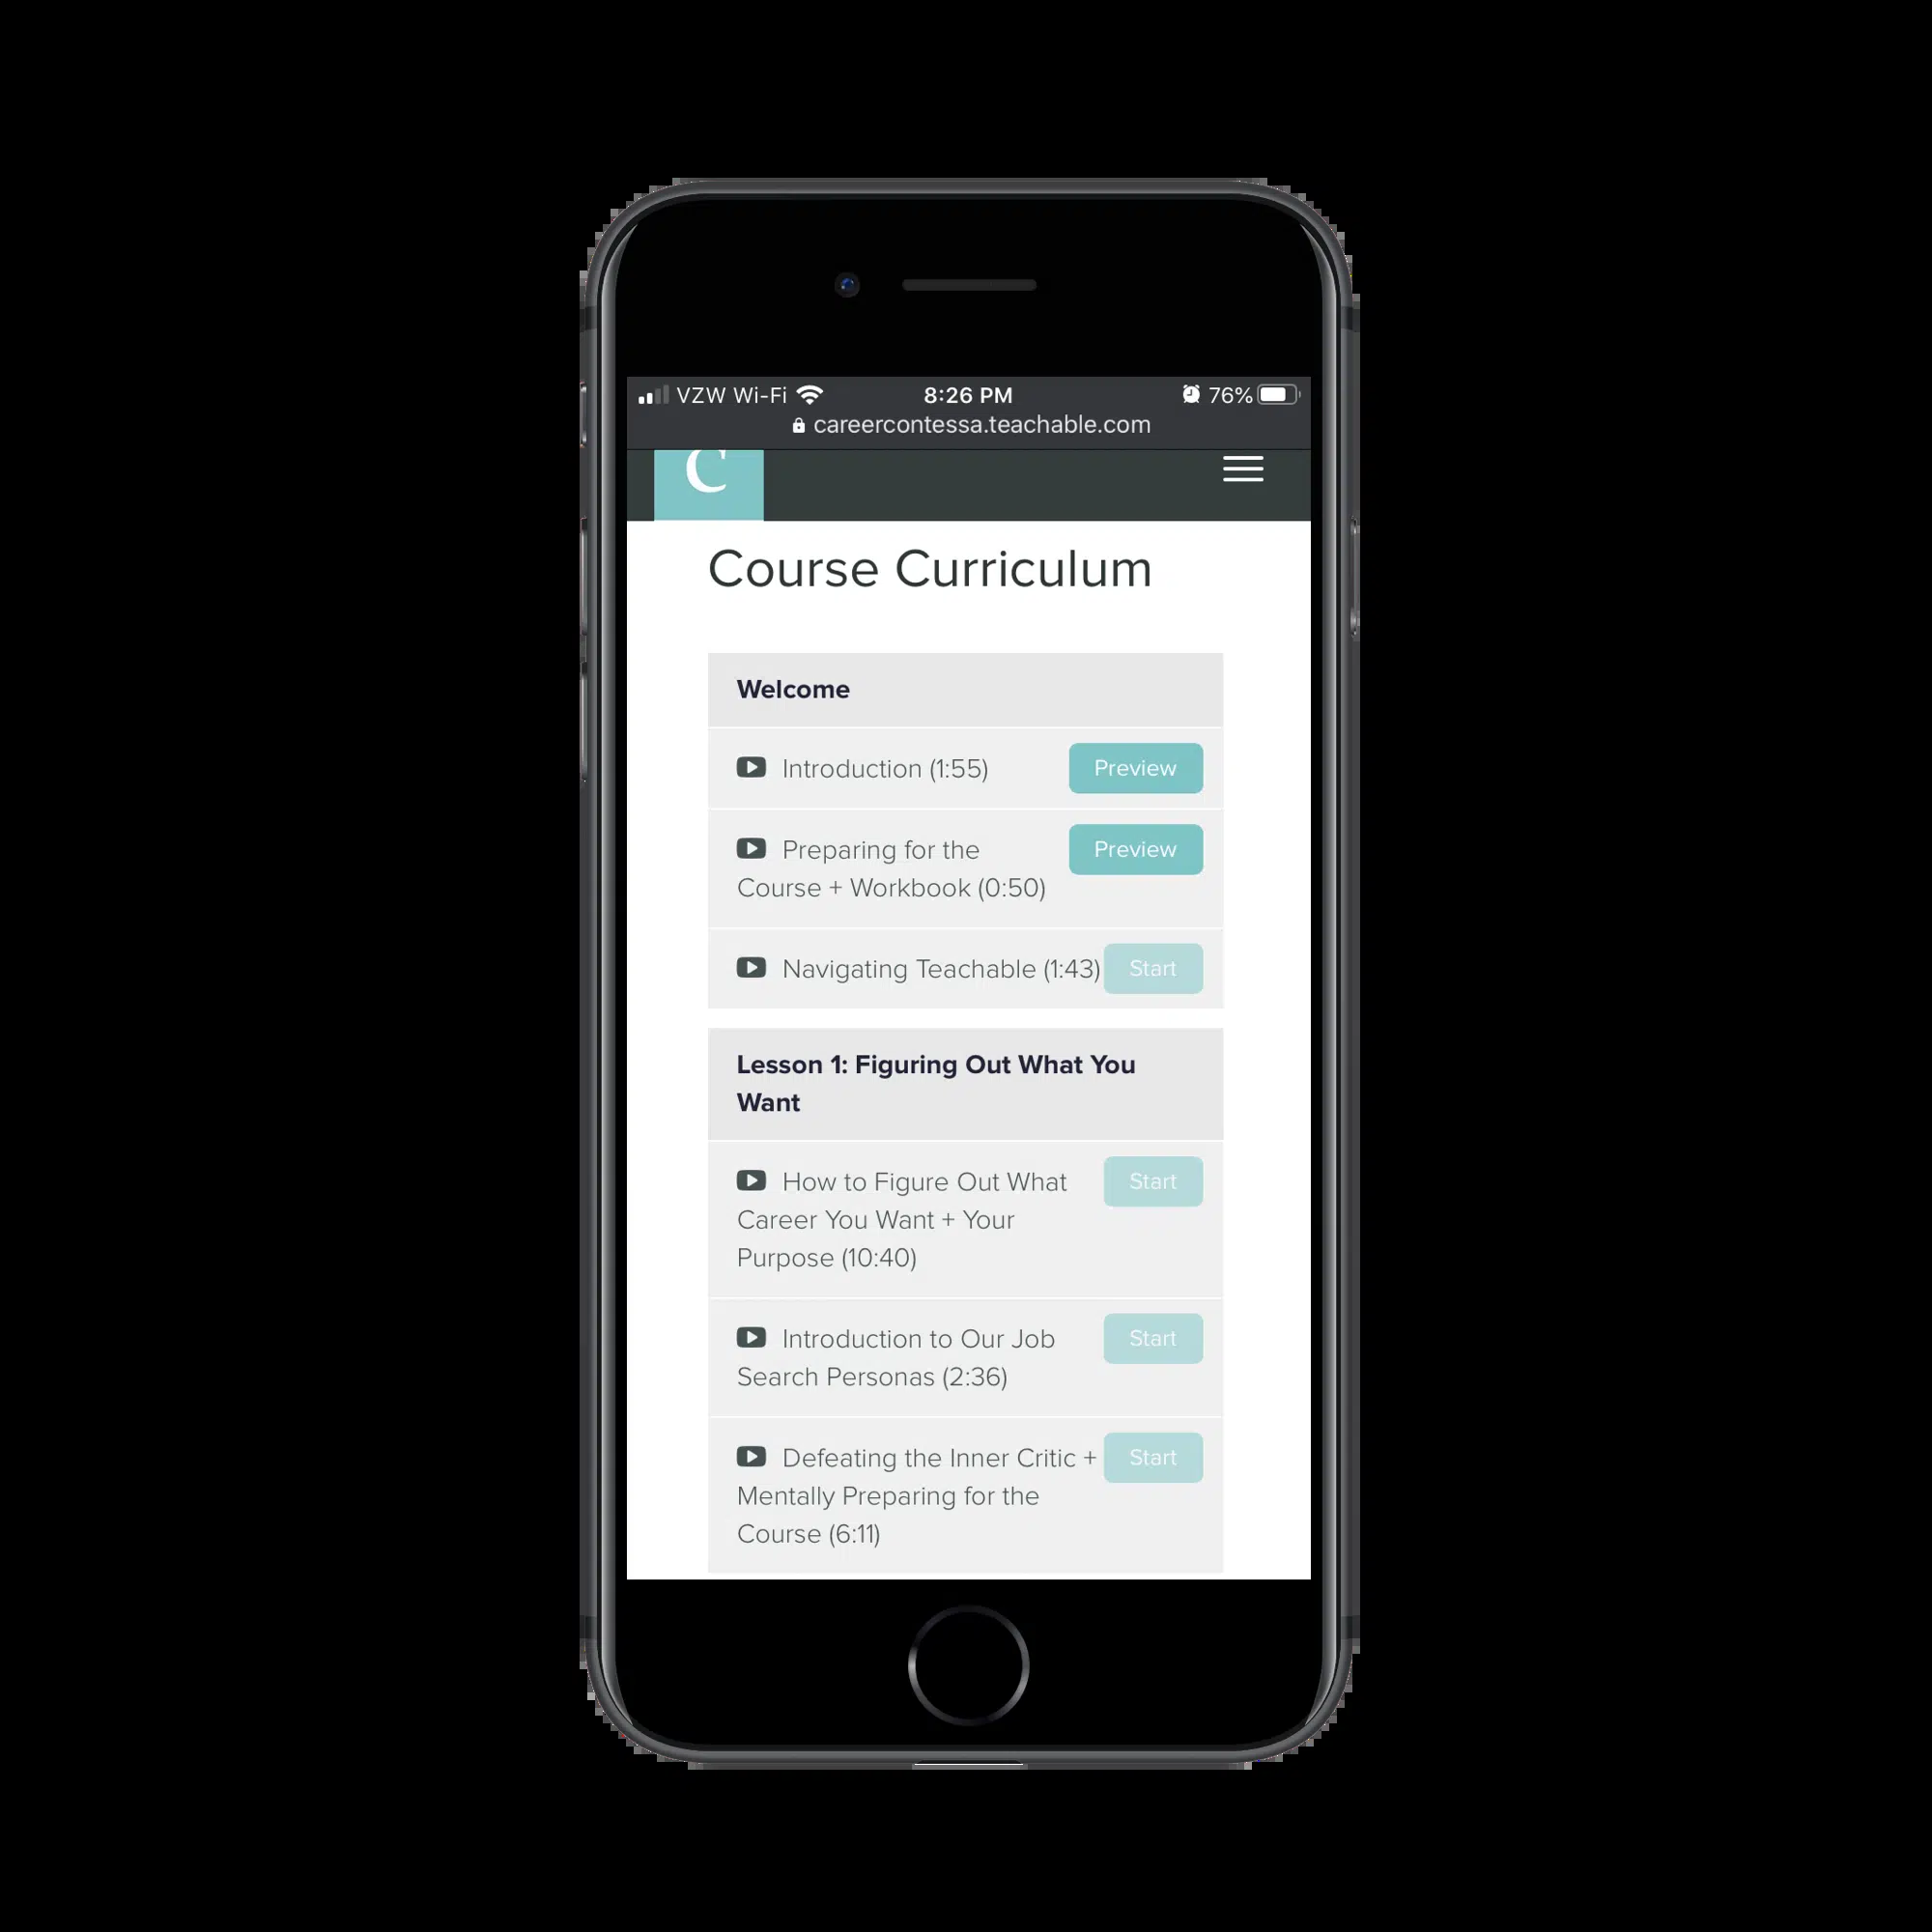 VZW Wi-Fi 8:26 PM 76%
careercontessa.teachable.com
C
Course Curriculum
Welcome
Introduction (1:55) Preview
Preparing for the Preview
Course + Workbook (0:50)
Navigating Teachable (1:43) Start
Lesson 1: Figuring Out What You
Want
How to Figure Out What Start
Career You Want + Your
Purpose (10:40)
Introduction to Our Job Start
Search Personas (2:36)
Defeating the Inner Critic + Start
Mentally Preparing for the
Course (6:11)